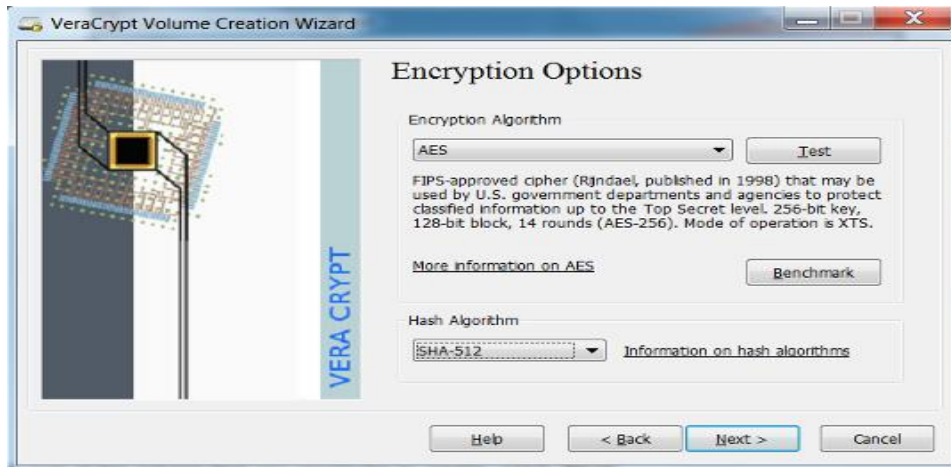 VeraCrypt Volume Creation Wizard
VERA CRYPT
Encryption Options
Encryption Algorithm
AES
Test
FIPS-approved cipher (Rijndael, published in 1998) that may be
used by U.S. government departments and agencies to protect
classified information up to the Top Secret level. 256-bit key,
128-bit block, 14 rounds (AES-256). Mode of operation is XTS.
More information on AES
Benchmark
Hash Algorithm
SHA-512
Information on hash algorithms
Help
< Back
Next >
Cancel